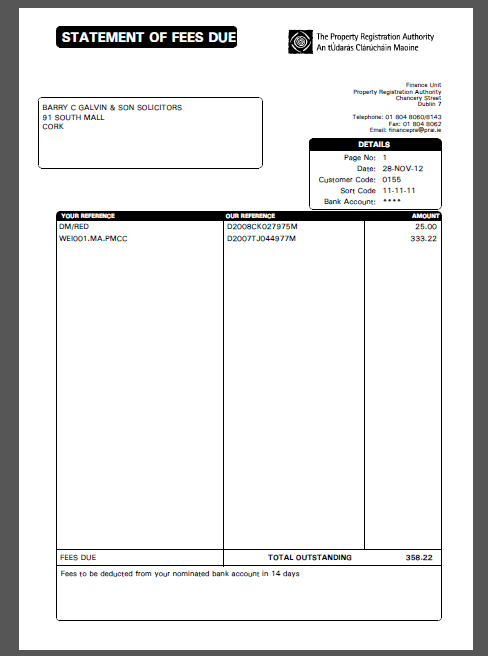 STATEMENT OF FEES DUE
The Property Registration Authority
An tÚdarás Clárúcháin Maoine
Finance Unit
Property Registration Authority
Chancery Street
Dublin 7
Telephone: 01 804 8060/8143
Fax: 01 804 8062
Email: financepra@prai.ie
BARRY C GALVIN & SON SOLICITORS
91 SOUTH MALL
CORK
DETAILS
Page No: 1
Date: 28-NOV-12
Customer Code: 0155
Sort Code 11-11-11
Bank Account: ****
YOUR REFERENCE OUR REFERENCE AMOUNT
DM/RED D2008CK027975M 25.00
WEI001.MA.PMCC D2007TJ044977M 333.22
FEES DUE TOTAL OUTSTANDING 358.22
Fees to be deducted from your nominated bank account in 14 days